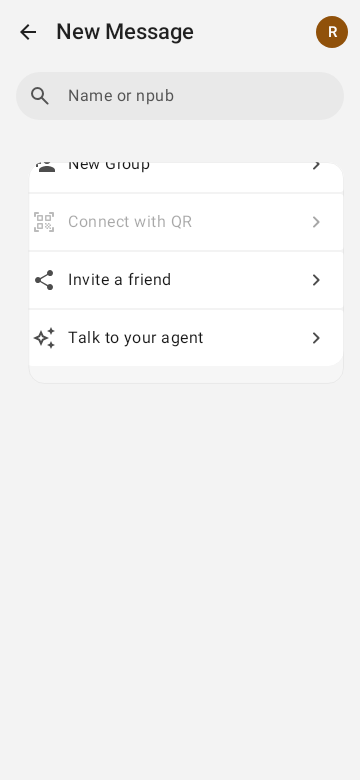 New Message
R
Name or npub
New Group
Connect with QR
Invite a friend
Talk to your agent